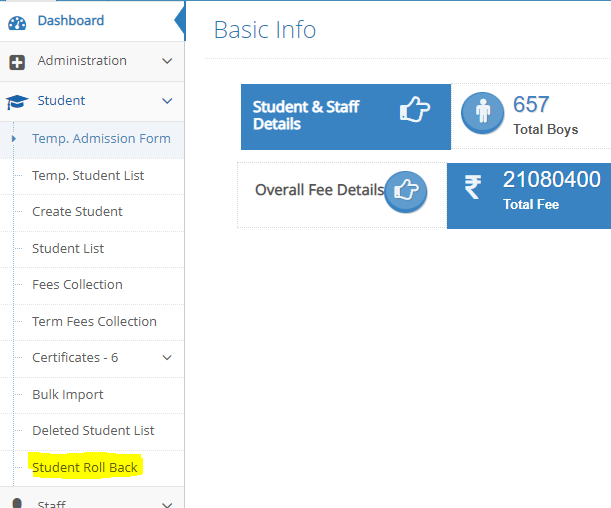 Dashboard
Administration
Student
Temp. Admission Form
Temp. Student List
Create Student
Student List
Fees Collection
Term Fees Collection
Certificates - 6
Bulk Import
Deleted Student List
Student Roll Back
Staff
Basic Info
Student & Staff
Details
657
Total Boys
Overall Fee Details
₹ 21080400
Total Fee